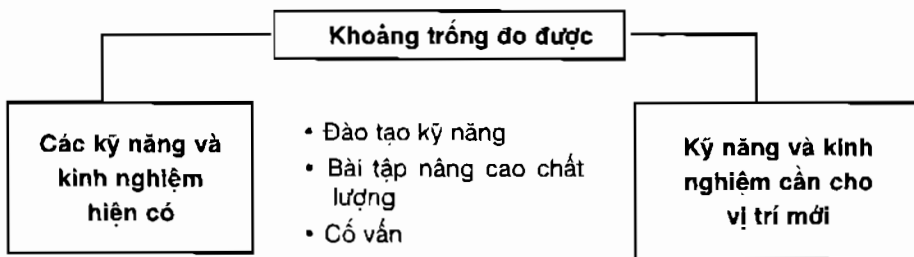 Khoảng trống đo được
Các kỹ năng và
kinh nghiệm
hiện có
• Đào tạo kỹ năng
• Bài tập nâng cao chất
lượng
• Cố vấn
Kỹ năng và kinh
nghiệm cần cho
vị trí mới